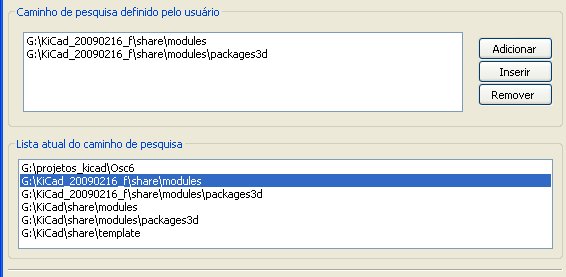 Caminho de pesquisa definido pelo usuário
G:\KiCad_20090216_f\share\modules
G:\KiCad_20090216_f\share\modules\packages3d
Adicionar
Inserir
Remover
Lista atual do caminho de pesquisa
G:\projetos_kicad\Osc6
G:\KiCad_20090216_f\share\modules
G:\KiCad_20090216_f\share\modules\packages3d
G:\KiCad\share\modules
G:\KiCad\share\modules\packages3d
G:\KiCad\share\template